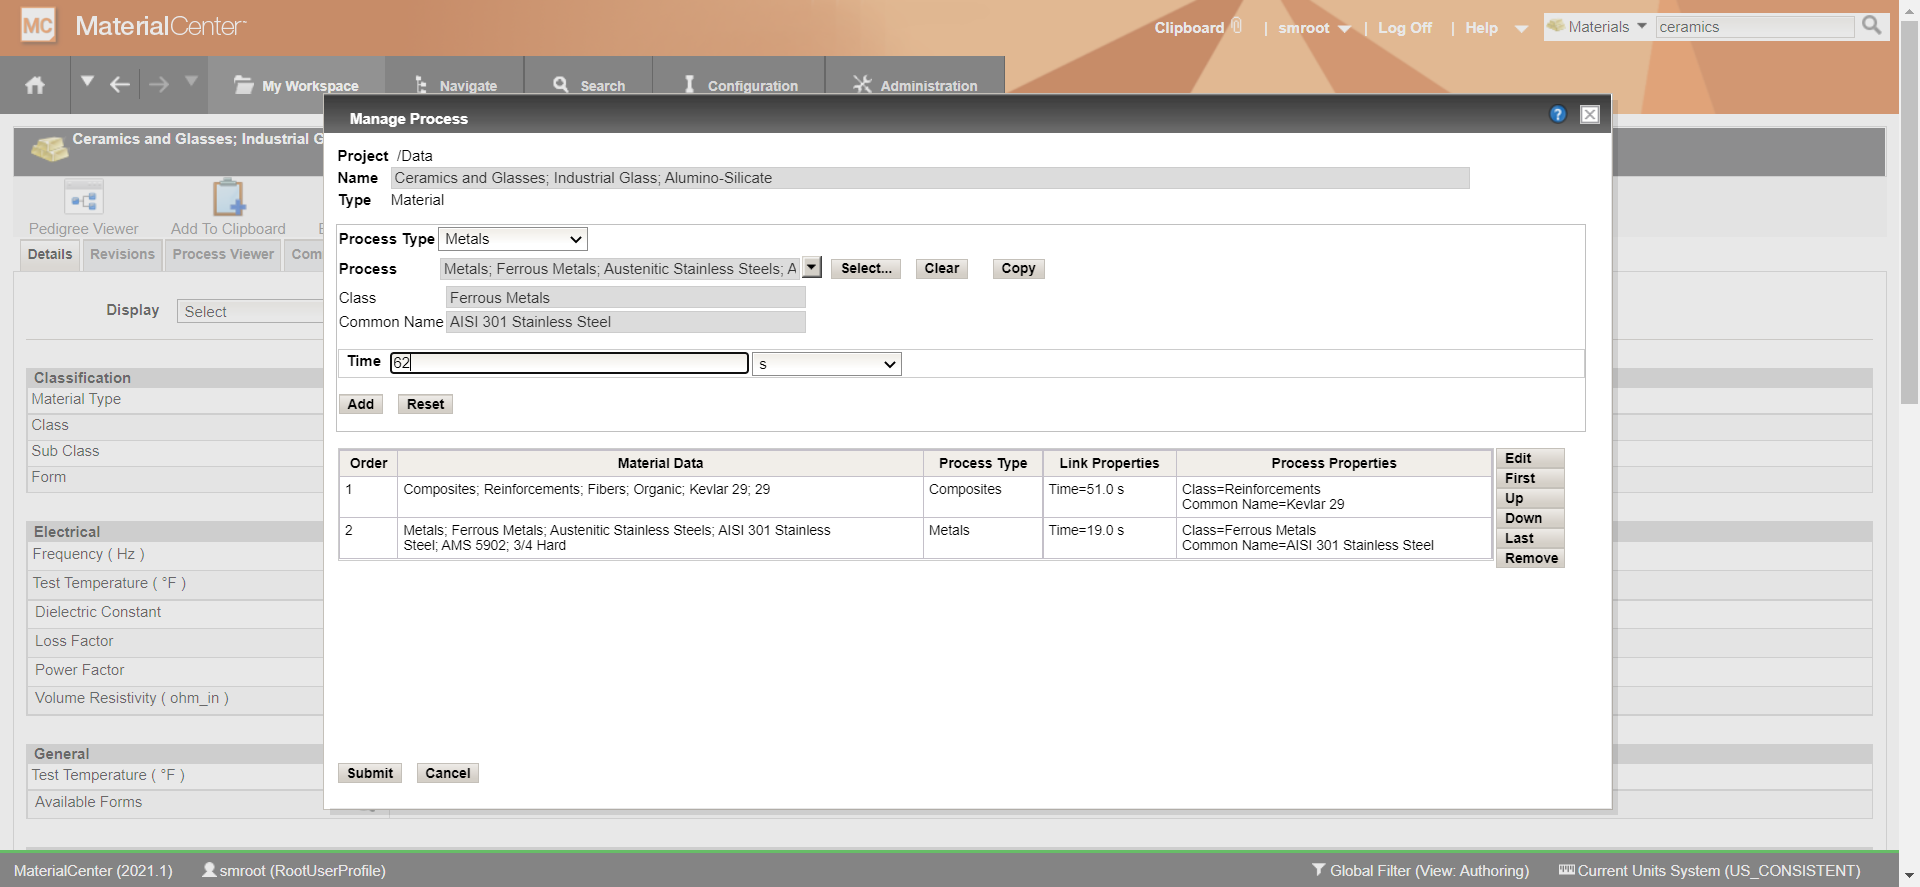 MC MaterialCenter
Clipboard | smroot | Log Off | Help Materials ceramics
My Workspace Navigate Search Configuration Administration
Ceramics and Glasses; Industrial G
Pedigree Viewer Add To Clipboard
Details Revisions Process Viewer Com
Display Select
Classification
Material Type
Class
Sub Class
Form
Electrical
Frequency ( Hz )
Test Temperature ( °F )
Dielectric Constant
Loss Factor
Power Factor
Volume Resistivity ( ohm_in )
General
Test Temperature ( °F )
Available Forms
Manage Process ?
Project /Data
Name Ceramics and Glasses; Industrial Glass; Alumino-Silicate
Type Material
Process Type Metals
Process Metals; Ferrous Metals; Austenitic Stainless Steels; A Select... Clear Copy
Class Ferrous Metals
Common Name AISI 301 Stainless Steel
Time 62 s
Add Reset
Order Material Data Process Type Link Properties Process Properties
1 Composites; Reinforcements; Fibers; Organic; Kevlar 29; 29 Composites Time=51.0 s Class=Reinforcements
Common Name=Kevlar 29
2 Metals; Ferrous Metals; Austenitic Stainless Steels; AISI 301 Stainless Metals Time=19.0 s Class=Ferrous Metals
Steel; AMS 5902; 3/4 Hard Common Name=AISI 301 Stainless Steel
Edit
First
Up
Down
Last
Remove
Submit Cancel
MaterialCenter (2021.1) smroot (RootUserProfile) Global Filter (View: Authoring) Current Units System (US_CONSISTENT)